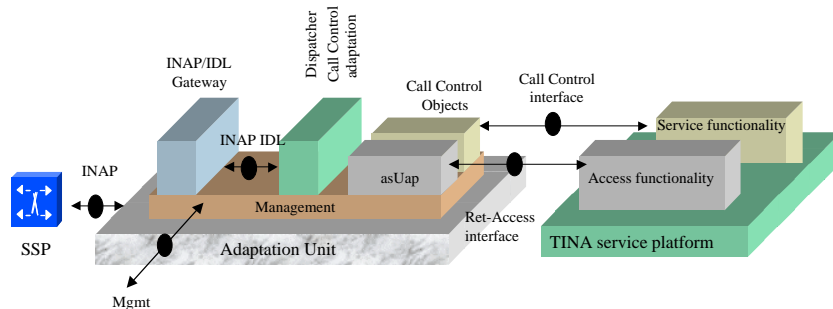 INAP/IDL
Gateway
Dispatcher
Call Control
adaptation
Call Control
Objects
Call Control
interface
Service functionality
INAP IDL
INAP
asUap
Access functionality
Management
Ret-Access
interface
SSP
Adaptation Unit
TINA service platform
Mgmt